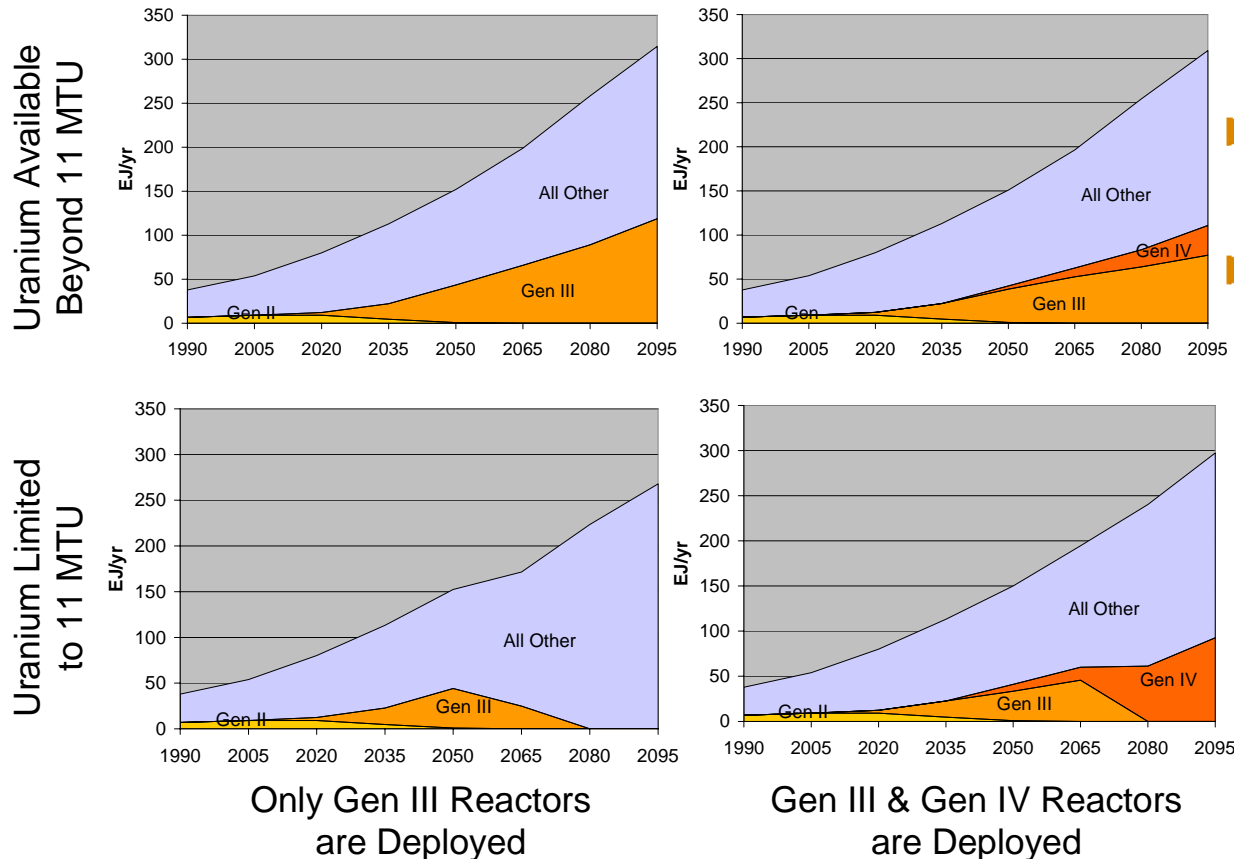 Uranium Available
Beyond 11 MTU
350
300
250
200
150
100
50
0
EJ/yr
All Other
Gen III
Gen II
1990 2005 2020 2035 2050 2065 2080 2095
350
300
250
200
150
100
50
0
EJ/yr
All Other
Gen IV
Gen III
Gen
1990 2005 2020 2035 2050 2065 2080 2095
Uranium Limited
to 11 MTU
350
300
250
200
150
100
50
0
EJ/yr
All Other
Gen III
Gen II
1990 2005 2020 2035 2050 2065 2080 2095
Only Gen III Reactors
are Deployed
350
300
250
200
150
100
50
0
EJ/yr
All Other
Gen IV
Gen III
Gen II
1990 2005 2020 2035 2050 2065 2080 2095
Gen III & Gen IV Reactors
are Deployed